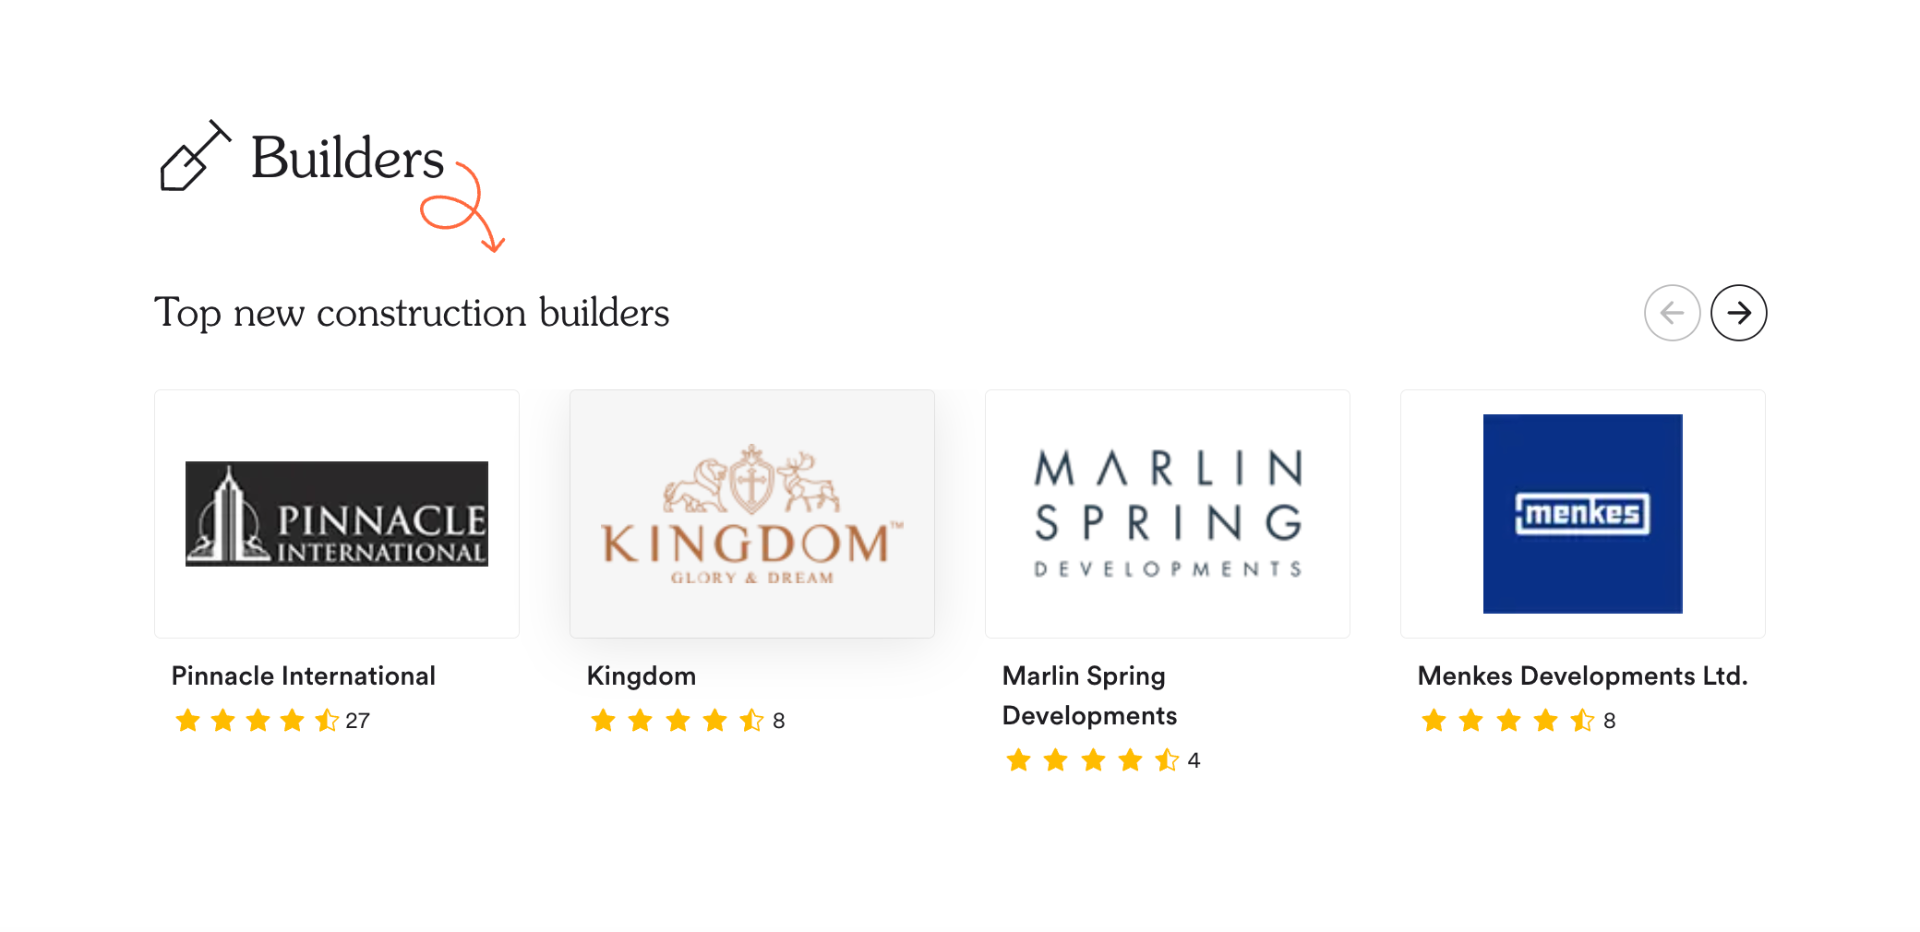 Builders
Top new construction builders
PINNACLE
INTERNATIONAL
KINGDOM™
GLORY & DREAM
MARLIN
SPRING
DEVELOPMENTS
menkes
Pinnacle International
27
Kingdom
8
Marlin Spring
Developments
4
Menkes Developments Ltd.
8